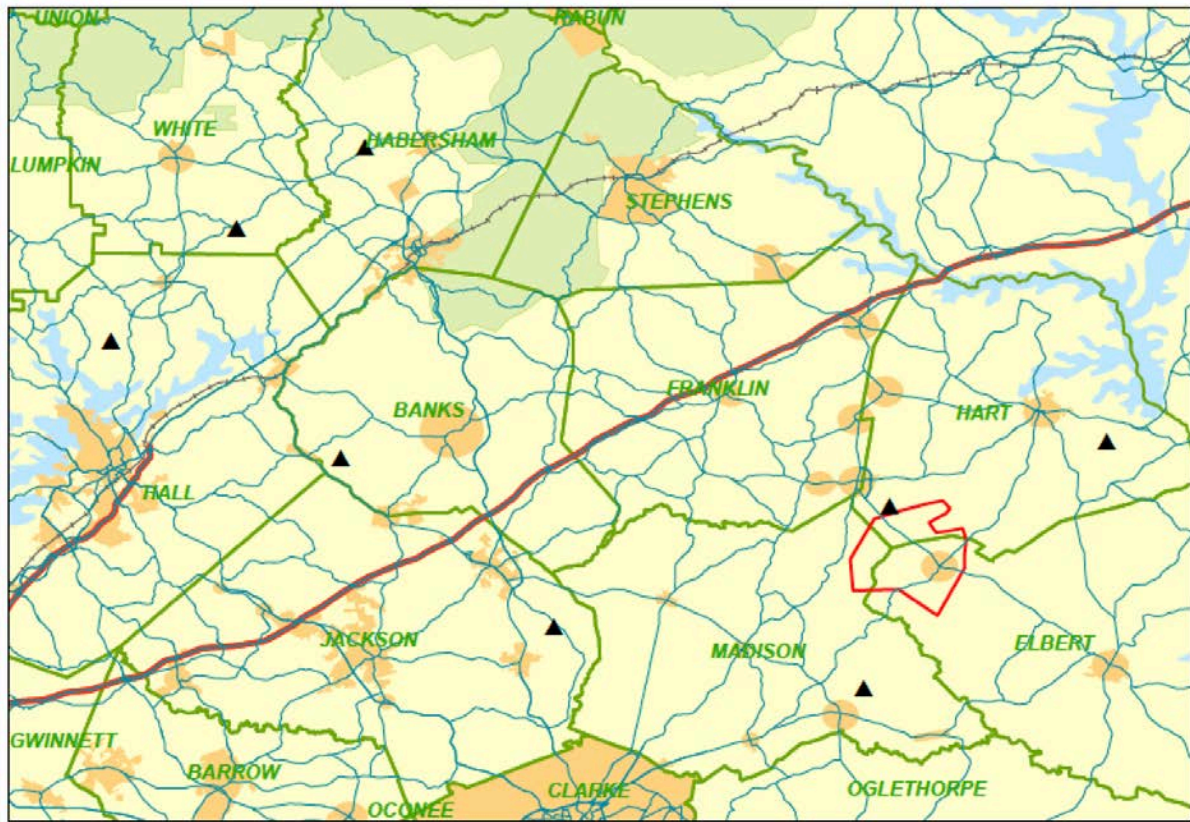 UNION
RABUN
WHITE
HABERSHAM
LUMPKIN
STEPHENS
FRANKLIN
BANKS
HART
HALL
JACKSON
MADISON
ELBERT
GWINNETT
BARROW
CLARKE
OGLETHORPE
OCONEE